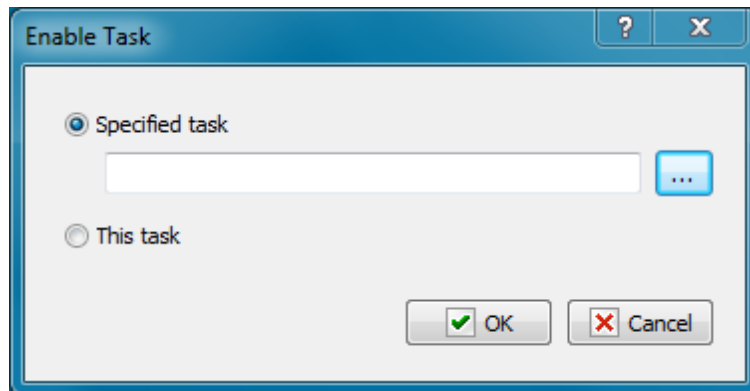 Enable Task
?
X
Specified task
...
This task
OK
Cancel